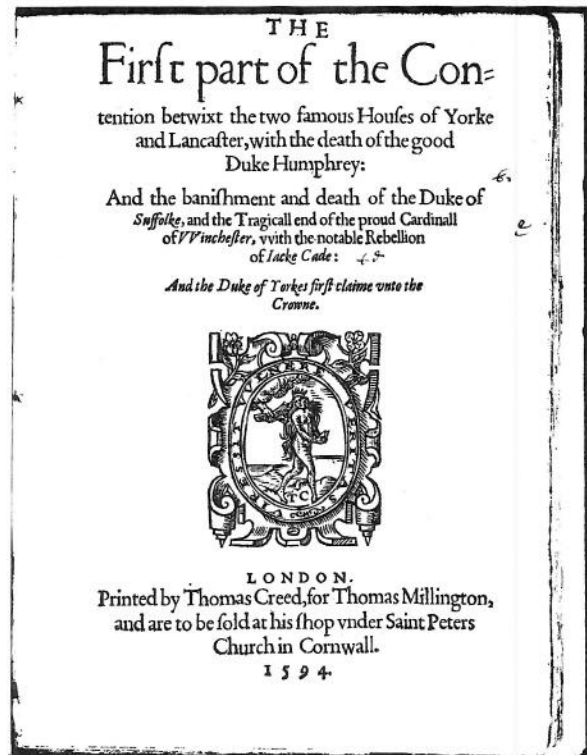 THE
Firſt part of the Con=
tention betwixt the two famous Houſes of Yorke
and Lancaſter, with the death of the good
Duke Humphrey:
And the baniſhment and death of the Duke of
Suffolke, and the Tragicall end of the proud Cardinall
of VVincheſter, vvith the notable Rebellion
of Iacke Cade:
And the Duke of Yorkes firſt claime vnto the
Crowne.
VIRESSIT VULNERE VERITAS
TC
LONDON.
Printed by Thomas Creed, for Thomas Millington,
and are to be ſold at his ſhop vnder Saint Peters
Church in Cornwall.
1594.